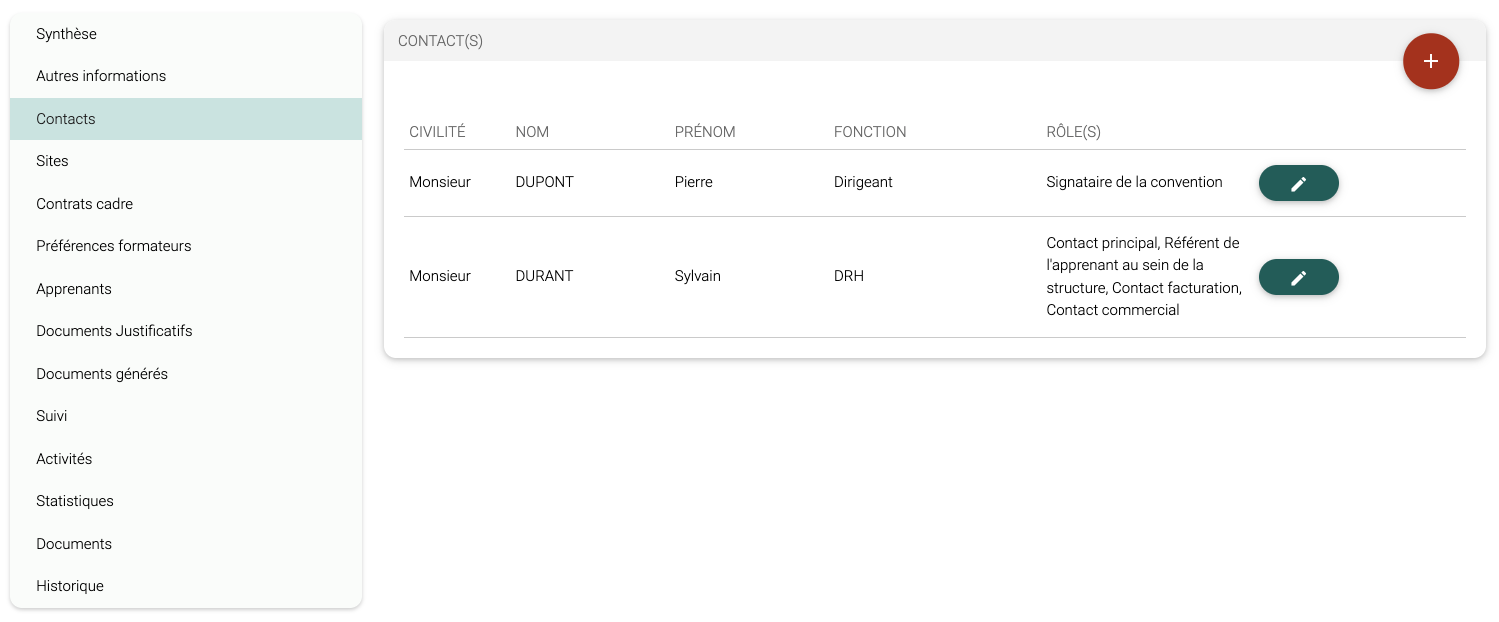 Synthèse
Autres informations
Contacts
Sites
Contrats cadre
Préférences formateurs
Apprenants
Documents Justificatifs
Documents générés
Suivi
Activités
Statistiques
Documents
Historique
CONTACT(S)
CIVILITÉ NOM PRÉNOM FONCTION RÔLE(S)
Monsieur DUPONT Pierre Dirigeant Signataire de la convention
Monsieur DURANT Sylvain DRH
Contact principal, Référent de
l'apprenant au sein de la
structure, Contact facturation,
Contact commercial